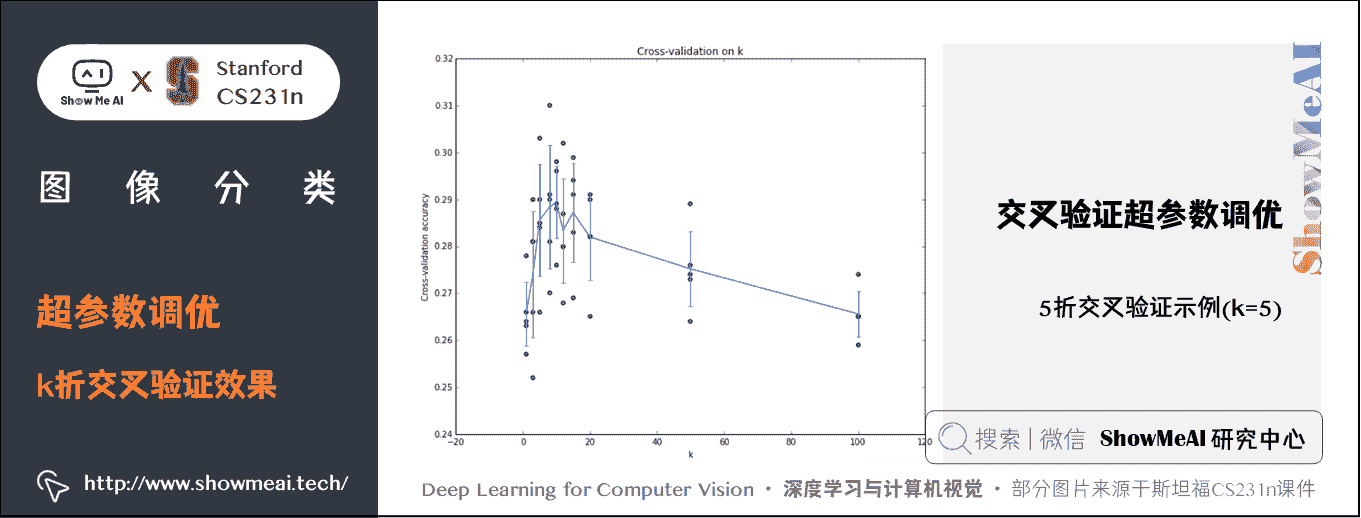 Show Me AI
X
Stanford
CS231n
图像分类
超参数调优
k折交叉验证效果
http://www.showmeai.tech/
Cross-validation on k
Cross-validation accuracy
0.32
0.31
0.30
0.29
0.28
0.27
0.26
0.25
0.24
−20
0
20
40
60
80
100
120
k
ShowMeAI
交叉验证超参数调优
5折交叉验证示例(k=5)
搜索 | 微信 ShowMeAI 研究中心
Deep Learning for Computer Vision · 深度学习与计算机视觉 · 部分图片来源于斯坦福CS231n课件